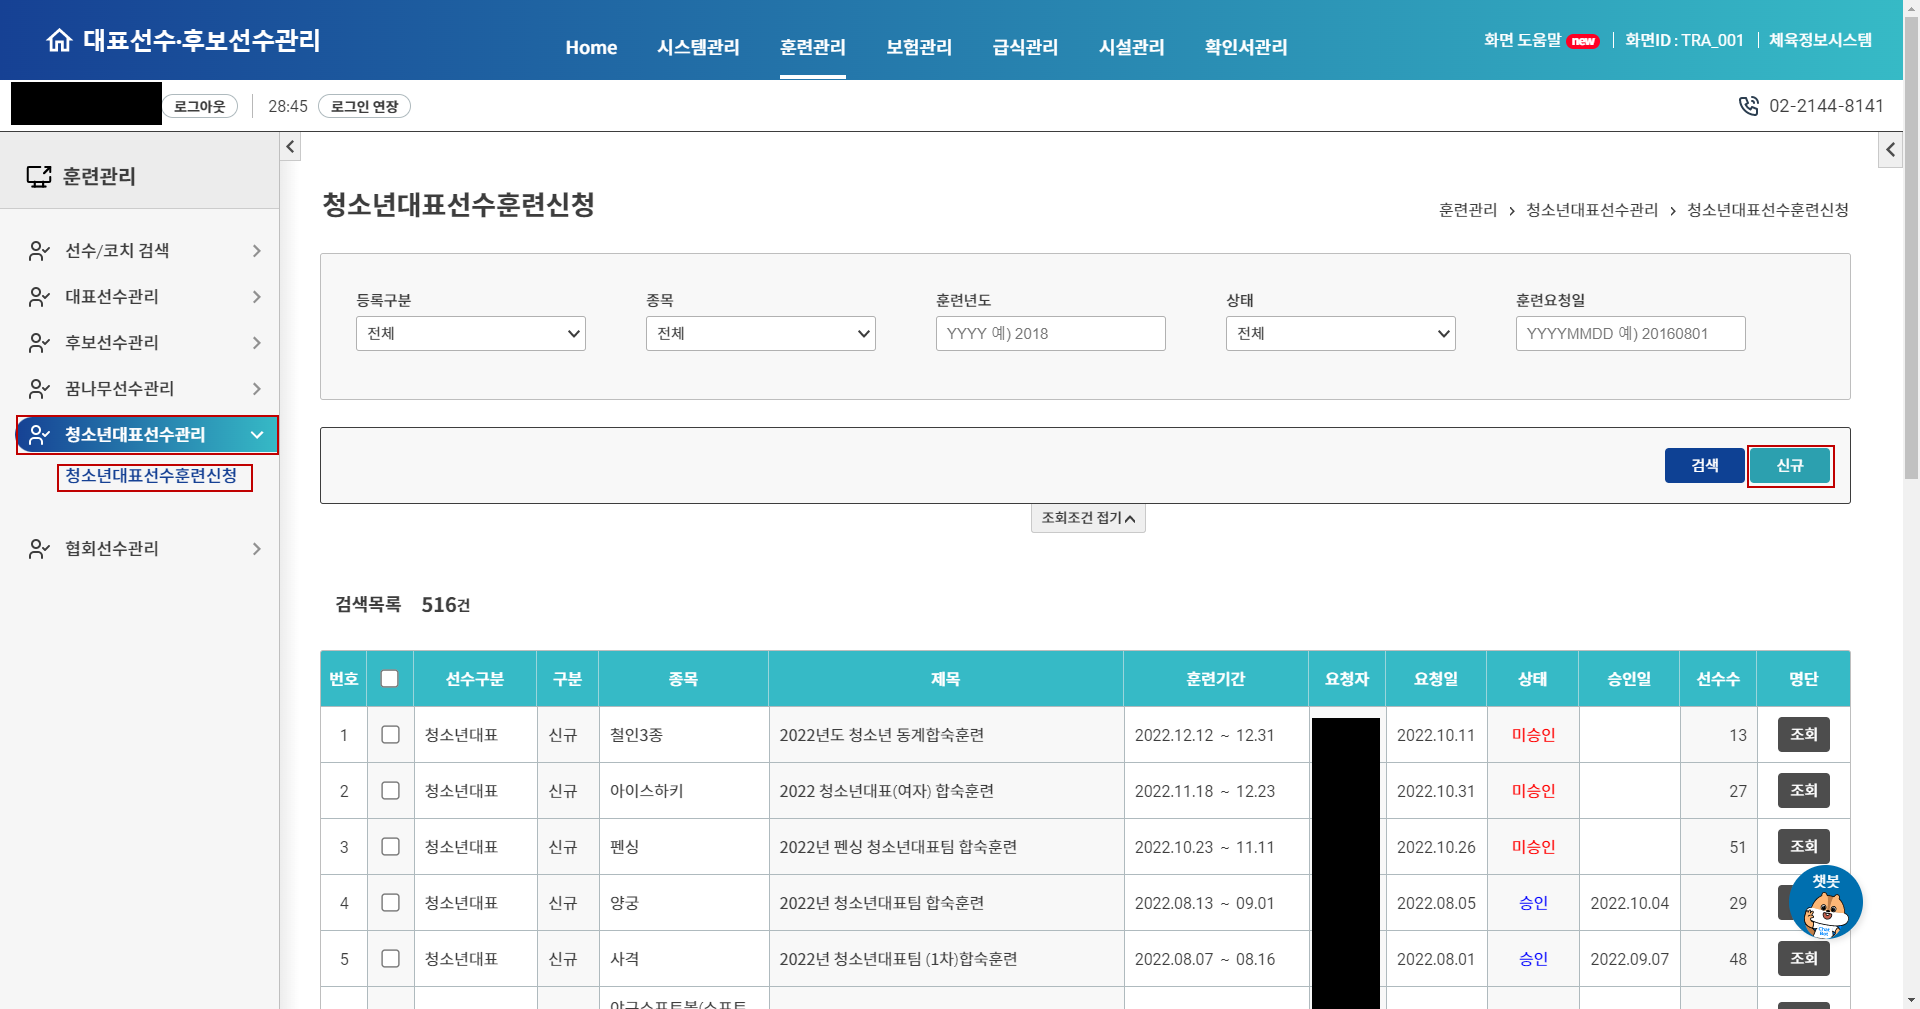 대표선수·후보선수관리
Home 시스템관리 훈련관리 보험관리 급식관리 시설관리 확인서관리
화면 도움말 new 화면ID : TRA_001 체육정보시스템
로그아웃 28:45 로그인 연장
02-2144-8141
훈련관리
선수/코치 검색
대표선수관리
후보선수관리
꿈나무선수관리
청소년대표선수관리
청소년대표선수훈련신청
협회선수관리
청소년대표선수훈련신청
훈련관리 > 청소년대표선수관리 > 청소년대표선수훈련신청
등록구분 종목 훈련년도 상태 훈련요청일
전체 전체 YYYY 예) 2018 전체 YYYYMMDD 예) 20160801
검색 신규
조회조건 접기
검색목록 516건
번호 선수구분 구분 종목 제목 훈련기간 요청자 요청일 상태 승인일 선수수 명단
1 청소년대표 신규 철인3종 2022년도 청소년 동계합숙훈련 2022.12.12 ~ 12.31 2022.10.11 미승인 13 조회
2 청소년대표 신규 아이스하키 2022 청소년대표(여자) 합숙훈련 2022.11.18 ~ 12.23 2022.10.31 미승인 27 조회
3 청소년대표 신규 펜싱 2022년 펜싱 청소년대표팀 합숙훈련 2022.10.23 ~ 11.11 2022.10.26 미승인 51 조회
4 청소년대표 신규 양궁 2022년 청소년대표팀 합숙훈련 2022.08.13 ~ 09.01 2022.08.05 승인 2022.10.04 29
챗봇
5 청소년대표 신규 사격 2022년 청소년대표팀 (1차)합숙훈련 2022.08.07 ~ 08.16 2022.08.01 승인 2022.09.07 48 조회